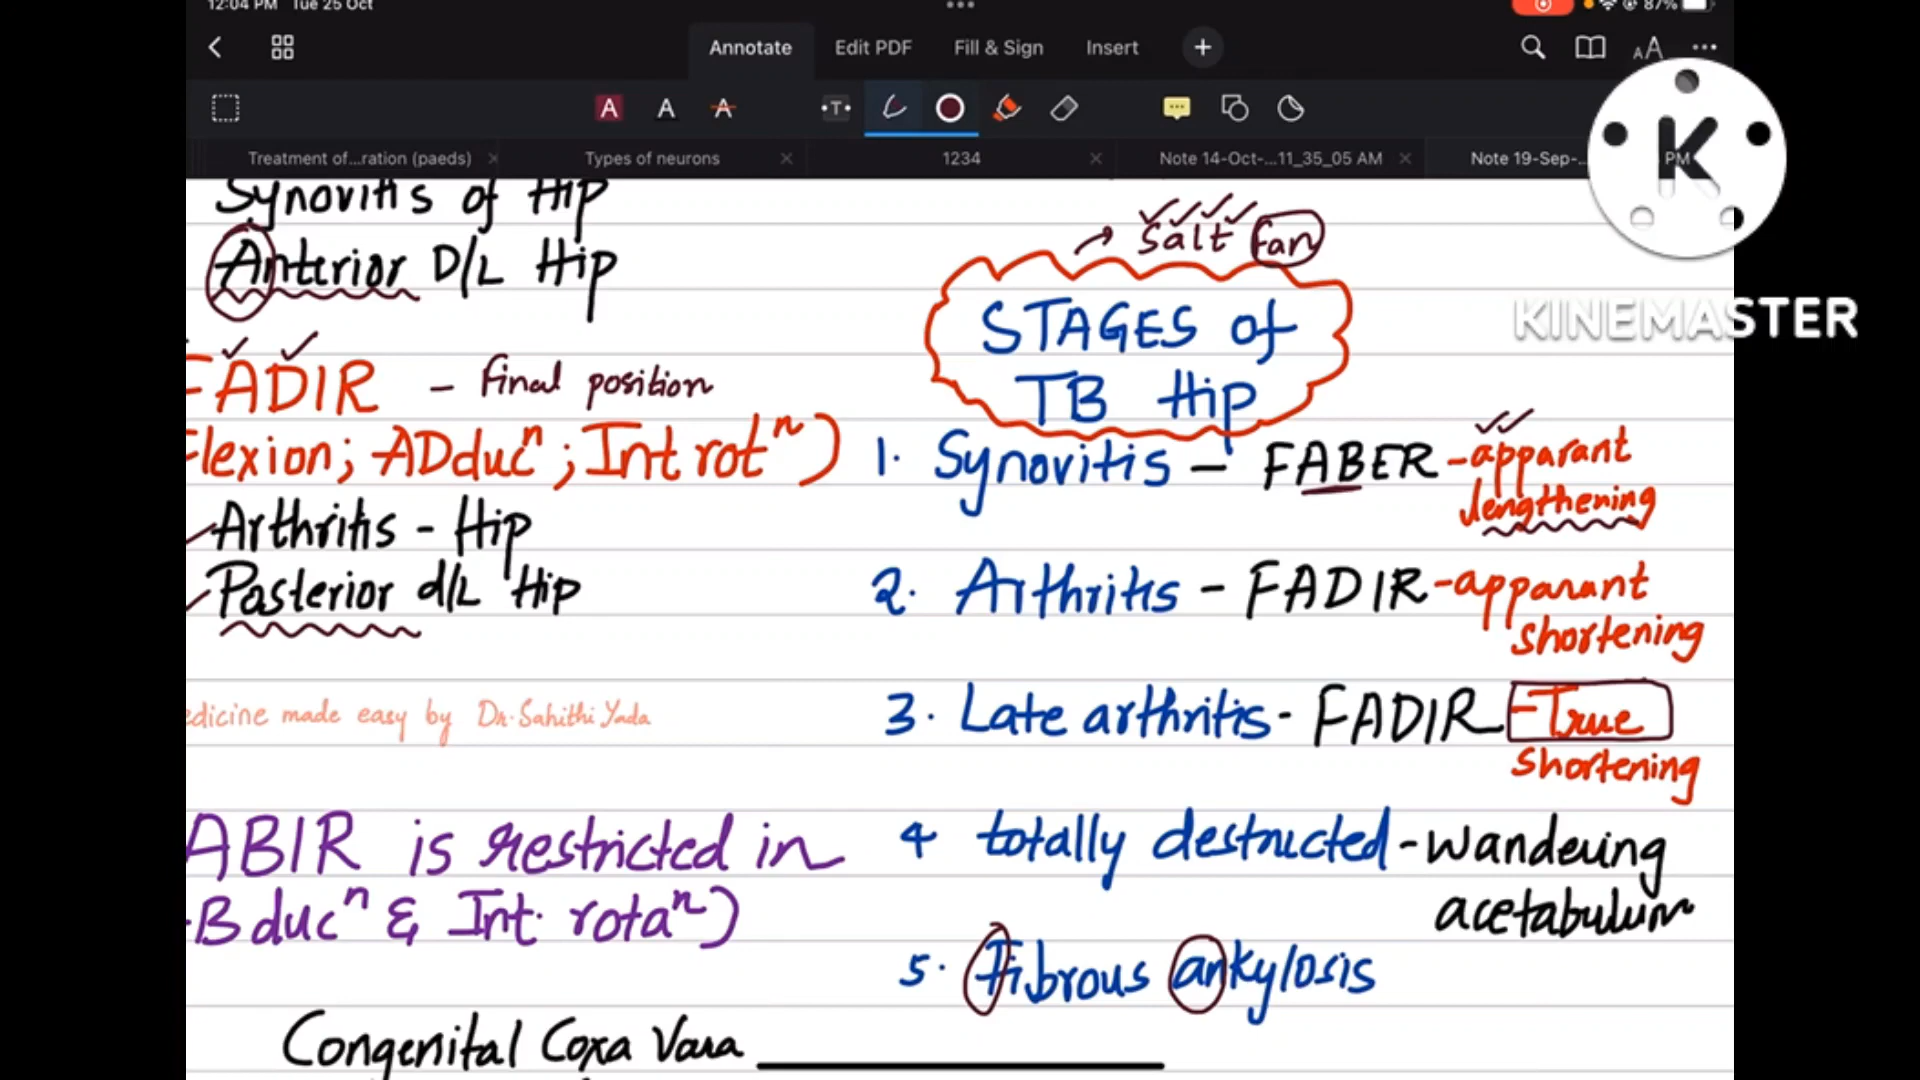 12:04 PM Tue 25 Oct
87%
Annotate Edit PDF Fill & Sign Insert
Treatment of...ration (paeds) Types of neurons 1234 Note 14-Oct-...11_35_05 AM Note 19-Sep-... PM
K
KINEMASTER
Synovitis of Hip
Anterior D/L Hip
FADIR - final position
Flexion; ADducⁿ; Int rotⁿ)
Arthritis - Hip
Posterior d/L Hip
edicine made easy by Dr. Sahithi Yada
ABIR is restricted in
Bducⁿ & Int. rotaⁿ)
Congenital Coxa Vara
→ Salt fan
STAGES of
TB Hip
1. Synovitis - FABER - apparant
lengthening
2. Arthritis - FADIR - apparant
shortening
3. Late arthritis - FADIR - True
shortening
4 totally destructed - wandering
acetabulum
5. Fibrous ankylosis